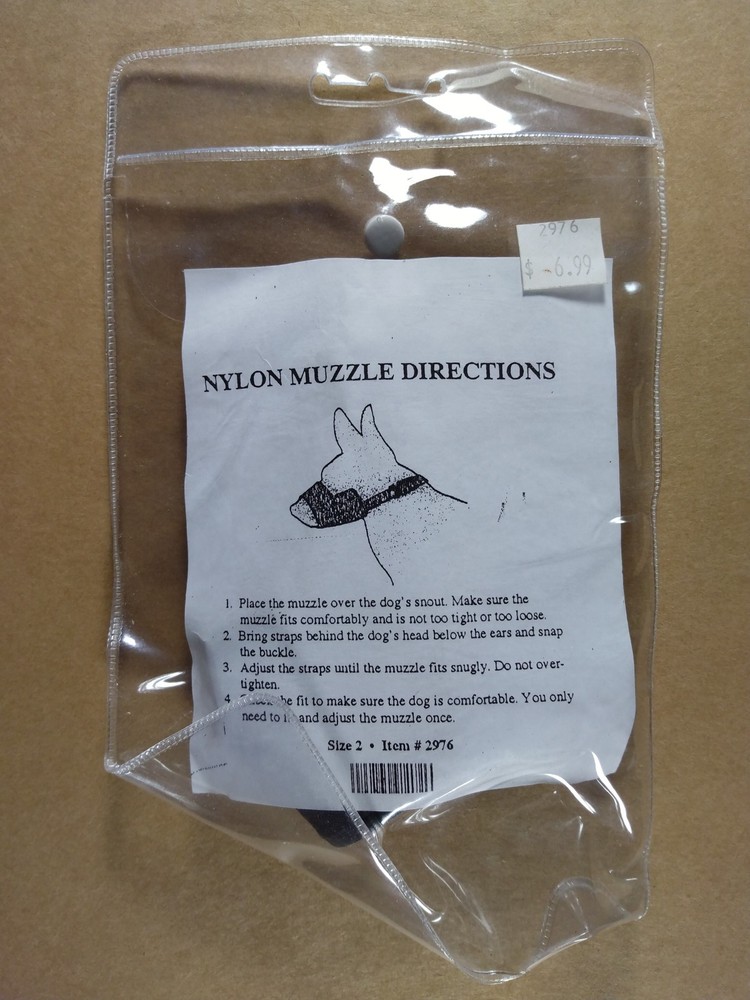 2976
$ -6.99
NYLON MUZZLE DIRECTIONS
1. Place the muzzle over the dog's snout. Make sure the
muzzle fits comfortably and is not too tight or too loose.
2. Bring straps behind the dog's head below the ears and snap
the buckle.
3. Adjust the straps until the muzzle fits snugly. Do not over-
tighten.
4. the fit to make sure the dog is comfortable. You only
need to and adjust the muzzle once.
Size 2 • Item # 2976